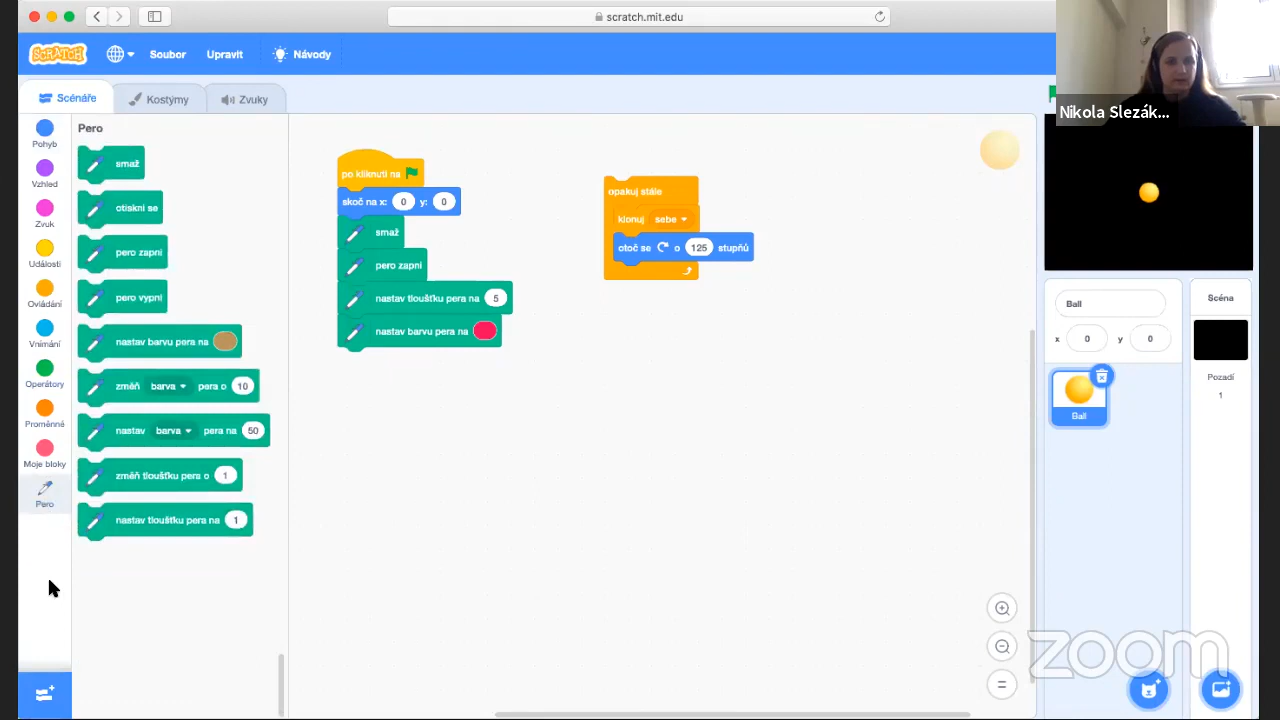 scratch.mit.edu
SCRATCH
Soubor
Upravit
Návody
Nikola Slezák...
Scénáře
Kostýmy
Zvuky
Pohyb
Vzhled
Zvuk
Události
Ovládání
Vnímání
Operátory
Proměnné
Moje bloky
Pero
Pero
smaž
otiskni se
pero zapni
pero vypni
nastav barvu pera na
změň barva pera o 10
nastav barva pera na 50
změň tloušťku pera o 1
nastav tloušťku pera na 1
po kliknutí na
skoč na x: 0 y: 0
smaž
pero zapni
nastav tloušťku pera na 5
nastav barvu pera na
opakuj stále
klonuj sebe
otoč se o 125 stupňů
Ball
x 0 y 0
Ball
Scéna
Pozadí
1
zoom